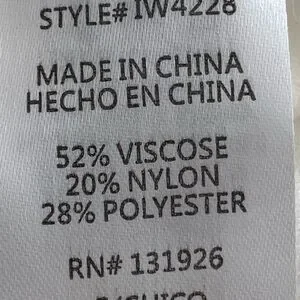 STYLE# IW4228
MADE IN CHINA
HECHO EN CHINA
52% VISCOSE
20% NYLON
28% POLYESTER
RN# 131926